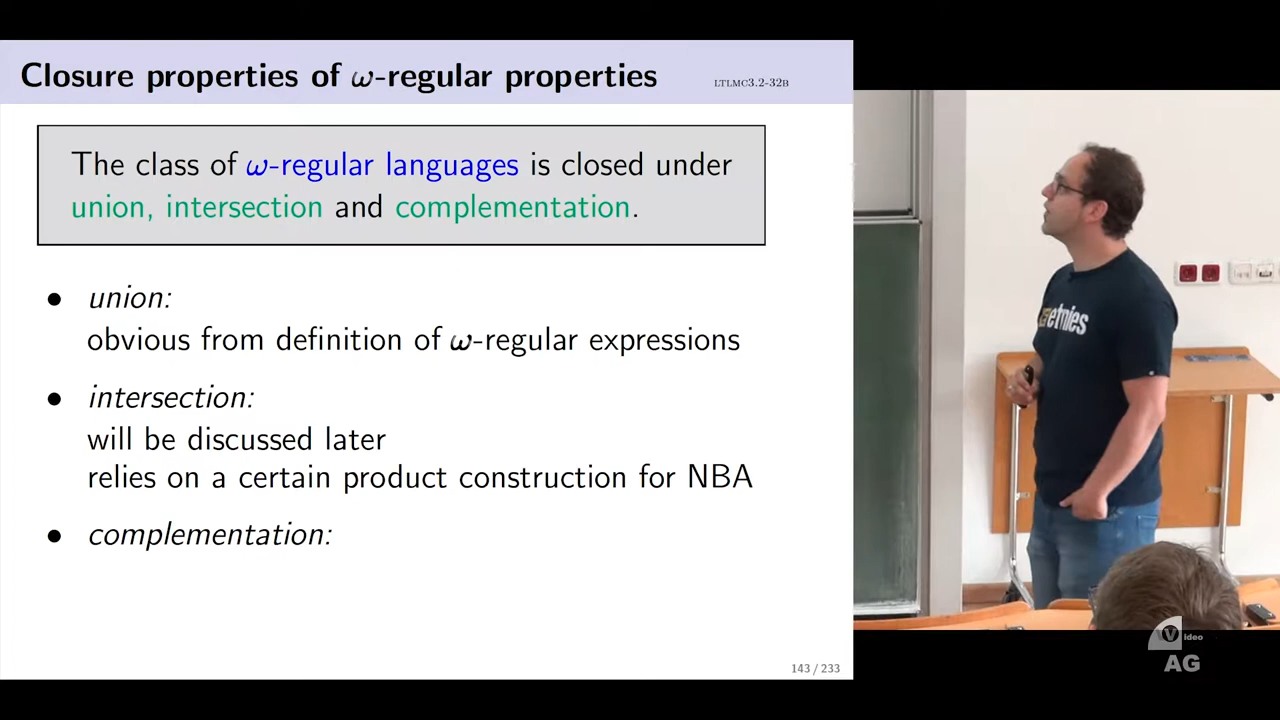 Closure properties of ω-regular properties
LTLMC3.2-32B
The class of ω-regular languages is closed under
union, intersection and complementation.
• union:
obvious from definition of ω-regular expressions
• intersection:
will be discussed later
relies on a certain product construction for NBA
• complementation:
143 / 233
etnies
Video
AG